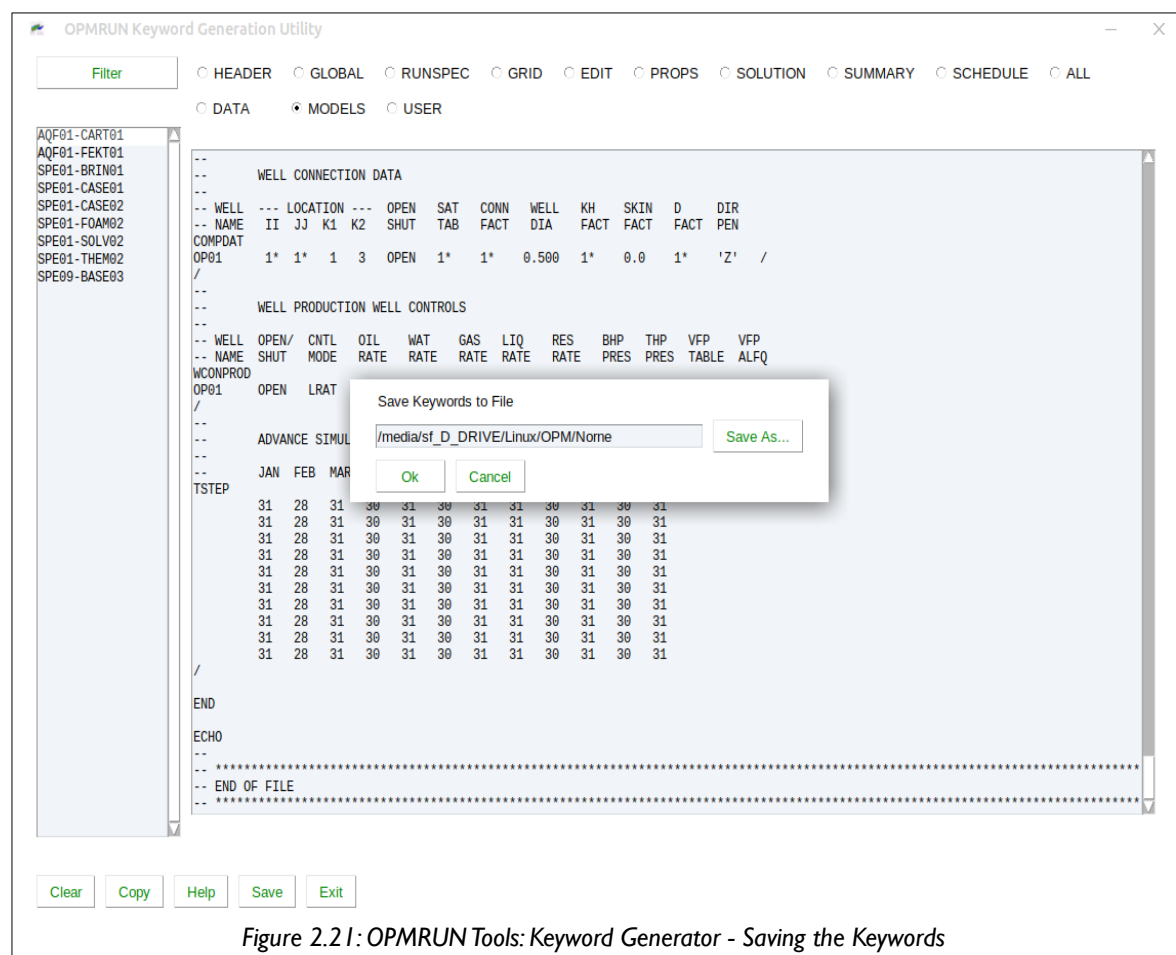 OPMRUN Keyword Generation Utility
Filter
HEADER GLOBAL RUNSPEC GRID EDIT PROPS SOLUTION SUMMARY SCHEDULE ALL
DATA MODELS USER
AQF01-CART01
AQF01-FEKT01
SPE01-BRIN01
SPE01-CASE01
SPE01-CASE02
SPE01-FOAM02
SPE01-SOLV02
SPE01-THEM02
SPE09-BASE03
--
-- WELL CONNECTION DATA
--
-- WELL --- LOCATION --- OPEN SAT CONN WELL KH SKIN D DIR
-- NAME II JJ K1 K2 SHUT TAB FACT DIA FACT FACT FACT PEN
COMPDAT
OP01 1* 1* 1 3 OPEN 1* 1* 0.500 1* 0.0 1* 'Z' /
/
--
-- WELL PRODUCTION WELL CONTROLS
--
-- WELL OPEN/ CNTL OIL WAT GAS LIQ RES BHP THP VFP VFP
-- NAME SHUT MODE RATE RATE RATE RATE RATE PRES PRES TABLE ALFQ
WCONPROD
OP01 OPEN LRAT
/
--
-- ADVANCE SIMUL
--
-- JAN FEB MAR
TSTEP
31 28 31 30 31 30 31 31 30 31 30 31
31 28 31 30 31 30 31 31 30 31 30 31
31 28 31 30 31 30 31 31 30 31 30 31
31 28 31 30 31 30 31 31 30 31 30 31
31 28 31 30 31 30 31 31 30 31 30 31
31 28 31 30 31 30 31 31 30 31 30 31
31 28 31 30 31 30 31 31 30 31 30 31
31 28 31 30 31 30 31 31 30 31 30 31
31 28 31 30 31 30 31 31 30 31 30 31
31 28 31 30 31 30 31 31 30 31 30 31
/
END
ECHO
--
-- ******************************************************************************************************
-- END OF FILE
-- ******************************************************************************************************
Save Keywords to File
/media/sf_D_DRIVE/Linux/OPM/Norne
Save As...
Ok Cancel
Clear Copy Help Save Exit
Figure 2.21: OPMRUN Tools: Keyword Generator - Saving the Keywords